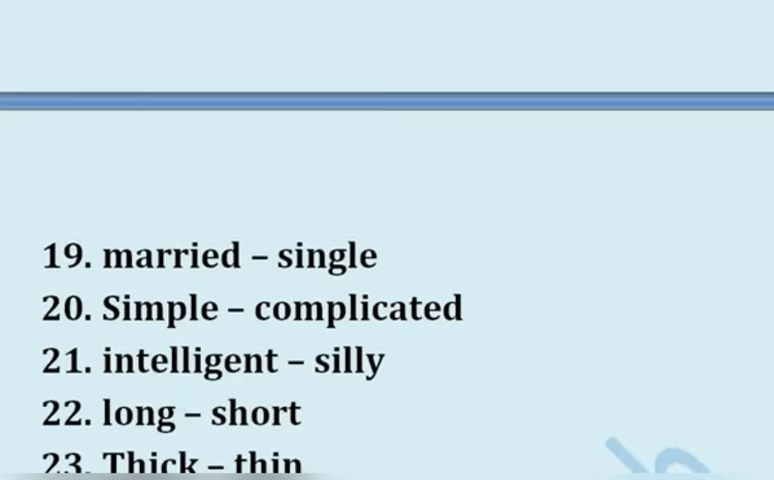 19. married – single
20. Simple – complicated
21. intelligent – silly
22. long – short
23. Thick – thin